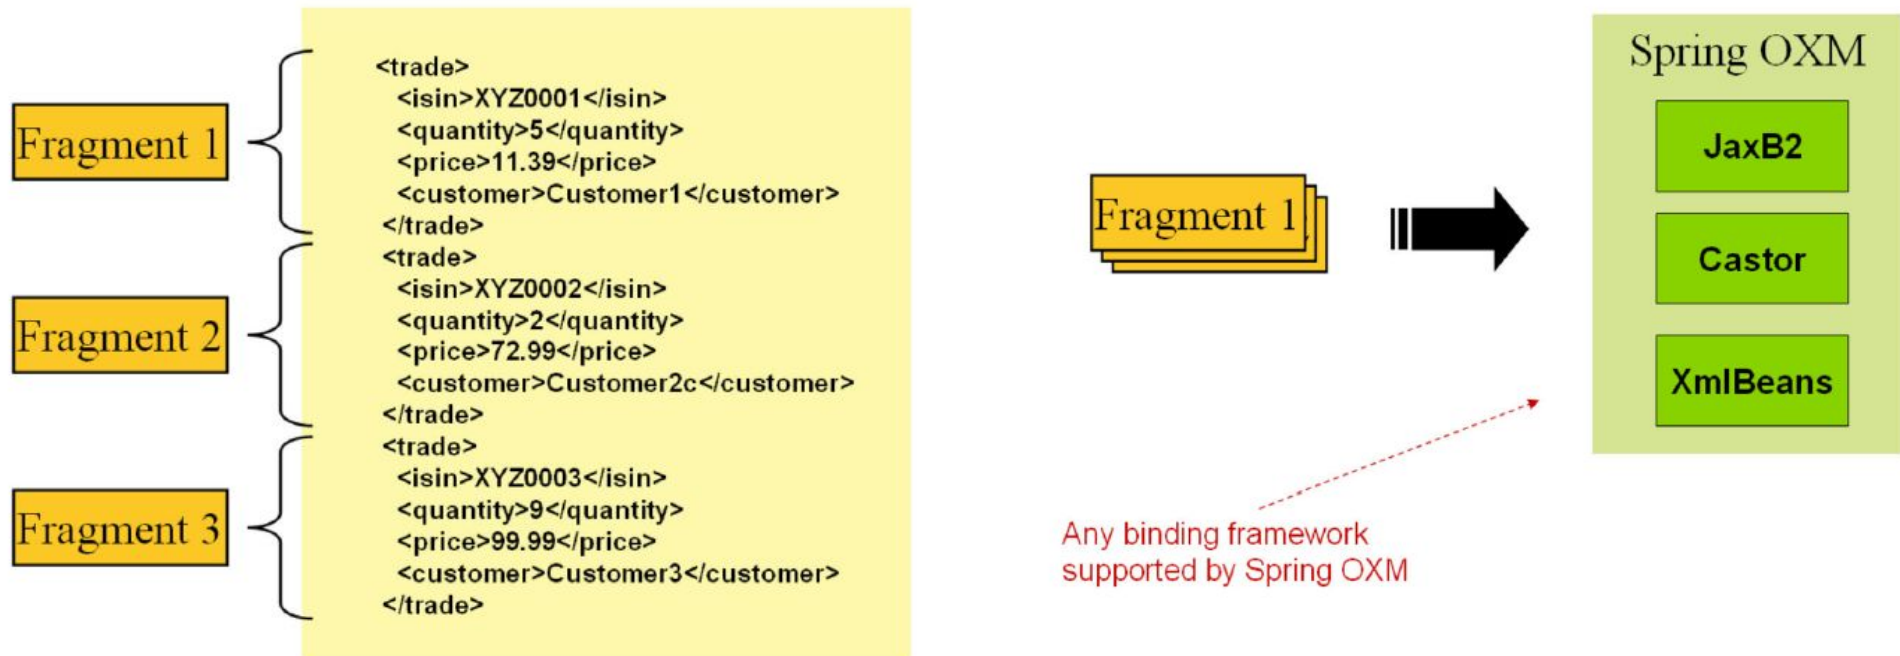 Fragment 1
<trade>
<isin>XYZ0001</isin>
<quantity>5</quantity>
<price>11.39</price>
<customer>Customer1</customer>
</trade>
Fragment 2
<trade>
<isin>XYZ0002</isin>
<quantity>2</quantity>
<price>72.99</price>
<customer>Customer2c</customer>
</trade>
Fragment 3
<trade>
<isin>XYZ0003</isin>
<quantity>9</quantity>
<price>99.99</price>
<customer>Customer3</customer>
</trade>
Fragment 1
Any binding framework
supported by Spring OXM
Spring OXM
JaxB2
Castor
XmlBeans